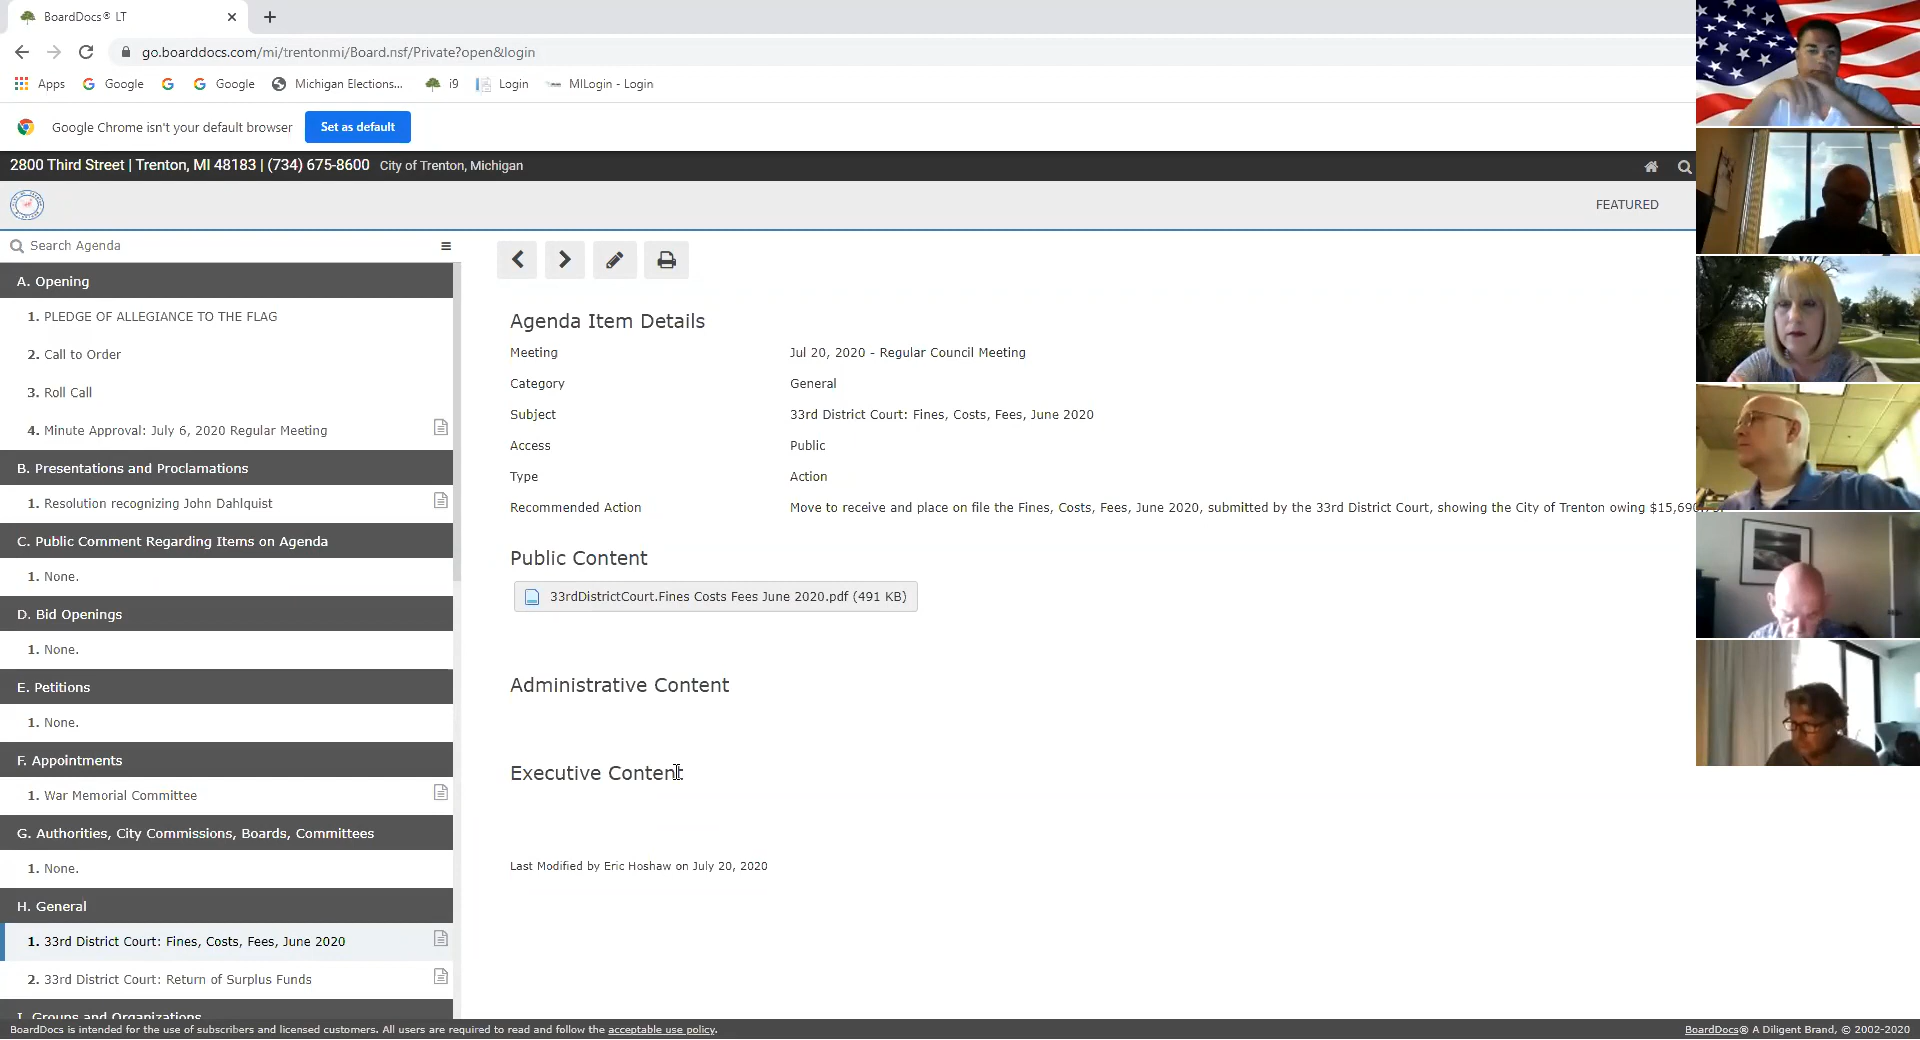 BoardDocs® LT
go.boarddocs.com/mi/trentonmi/Board.nsf/Private?open&login
Apps Google Google Michigan Elections... i9 Login MILogin - Login
Google Chrome isn't your default browser Set as default
2800 Third Street | Trenton, MI 48183 | (734) 675-8600 City of Trenton, Michigan
FEATURED
Search Agenda
A. Opening
1. PLEDGE OF ALLEGIANCE TO THE FLAG
2. Call to Order
3. Roll Call
4. Minute Approval: July 6, 2020 Regular Meeting
B. Presentations and Proclamations
1. Resolution recognizing John Dahlquist
C. Public Comment Regarding Items on Agenda
1. None.
D. Bid Openings
1. None.
E. Petitions
1. None.
F. Appointments
1. War Memorial Committee
G. Authorities, City Commissions, Boards, Committees
1. None.
H. General
1. 33rd District Court: Fines, Costs, Fees, June 2020
2. 33rd District Court: Return of Surplus Funds
I. Groups and Organizations
Agenda Item Details
Meeting Jul 20, 2020 - Regular Council Meeting
Category General
Subject 33rd District Court: Fines, Costs, Fees, June 2020
Access Public
Type Action
Recommended Action Move to receive and place on file the Fines, Costs, Fees, June 2020, submitted by the 33rd District Court, showing the City of Trenton owing
Public Content
33rdDistrictCourt.Fines Costs Fees June 2020.pdf (491 KB)
Administrative Content
Executive Content
Last Modified by Eric Hoshaw on July 20, 2020
BoardDocs is intended for the use of subscribers and licensed customers. All users are required to read and follow the acceptable use policy.
BoardDocs® A Diligent Brand, © 2002-2020